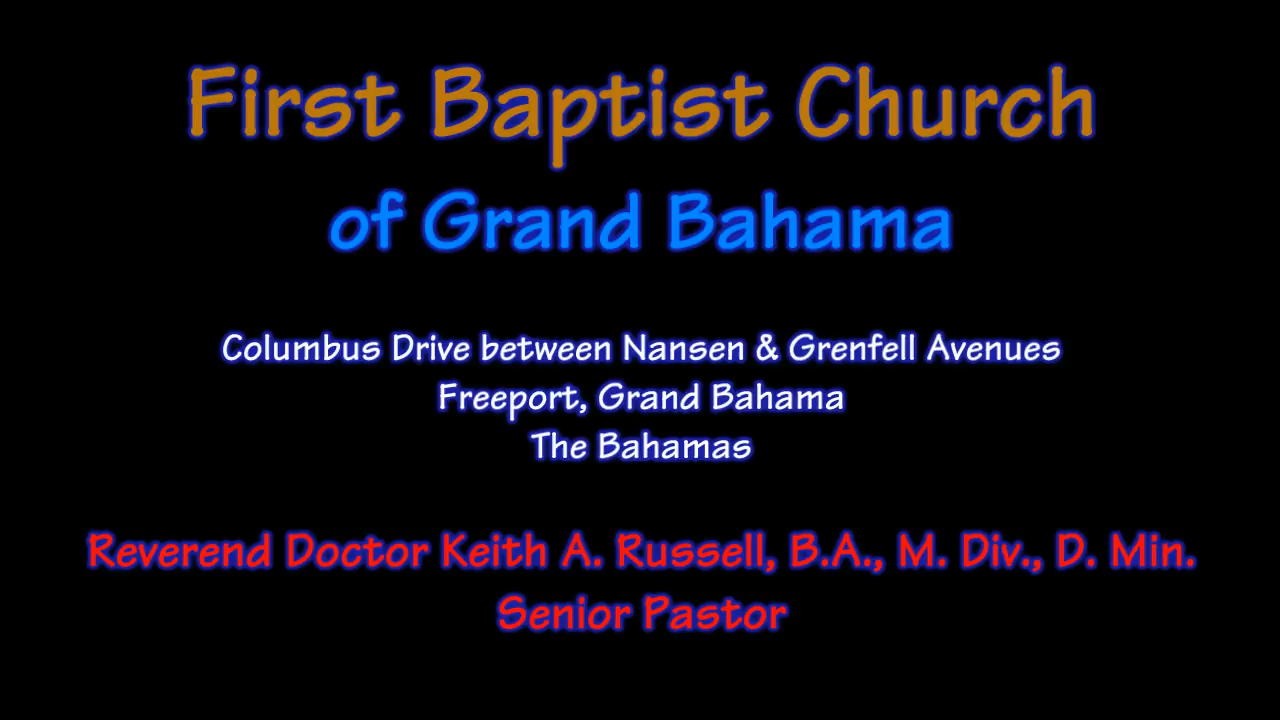 First Baptist Church
of Grand Bahama
Columbus Drive between Nansen & Grenfell Avenues
Freeport, Grand Bahama
The Bahamas
Reverend Doctor Keith A. Russell, B.A., M. Div., D. Min.
Senior Pastor